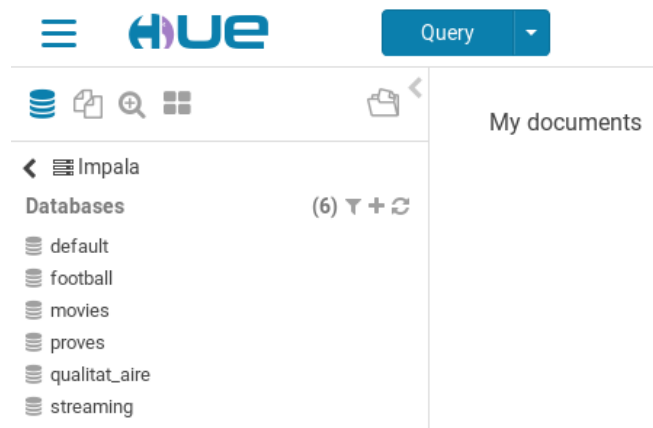 HUE
Query
My documents
Impala
Databases (6)
default
football
movies
proves
qualitat_aire
streaming